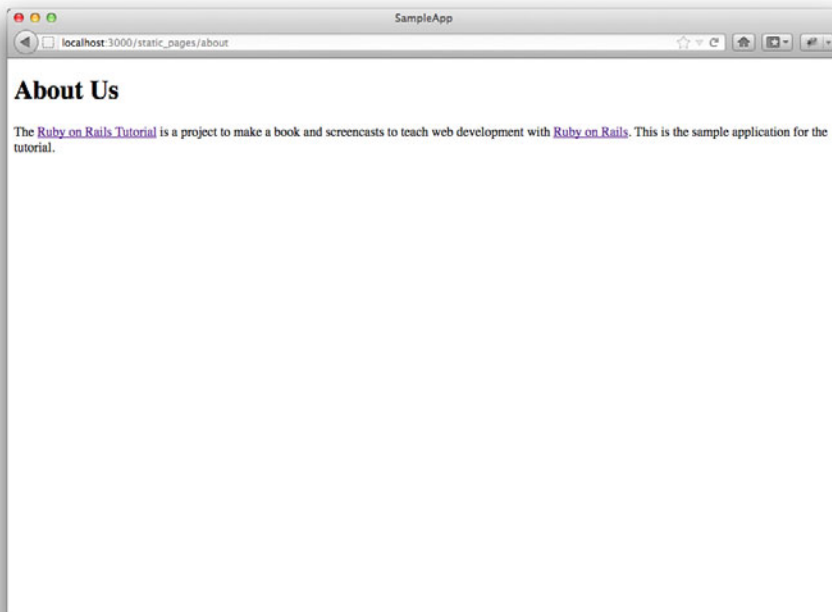 SampleApp
localhost:3000/static_pages/about
About Us
The Ruby on Rails Tutorial is a project to make a book and screencasts to teach web development with Ruby on Rails. This is the sample application for the
tutorial.